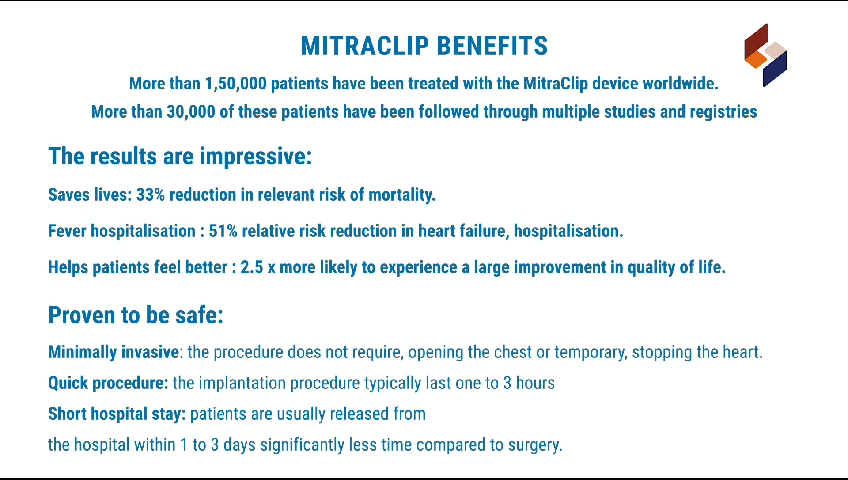 MITRACLIP BENEFITS
More than 1,50,000 patients have been treated with the MitraClip device worldwide.
More than 30,000 of these patients have been followed through multiple studies and registries
The results are impressive:
Saves lives: 33% reduction in relevant risk of mortality.
Fever hospitalisation : 51% relative risk reduction in heart failure, hospitalisation.
Helps patients feel better : 2.5 x more likely to experience a large improvement in quality of life.
Proven to be safe:
Minimally invasive: the procedure does not require, opening the chest or temporary, stopping the heart.
Quick procedure: the implantation procedure typically last one to 3 hours
Short hospital stay: patients are usually released from
the hospital within 1 to 3 days significantly less time compared to surgery.